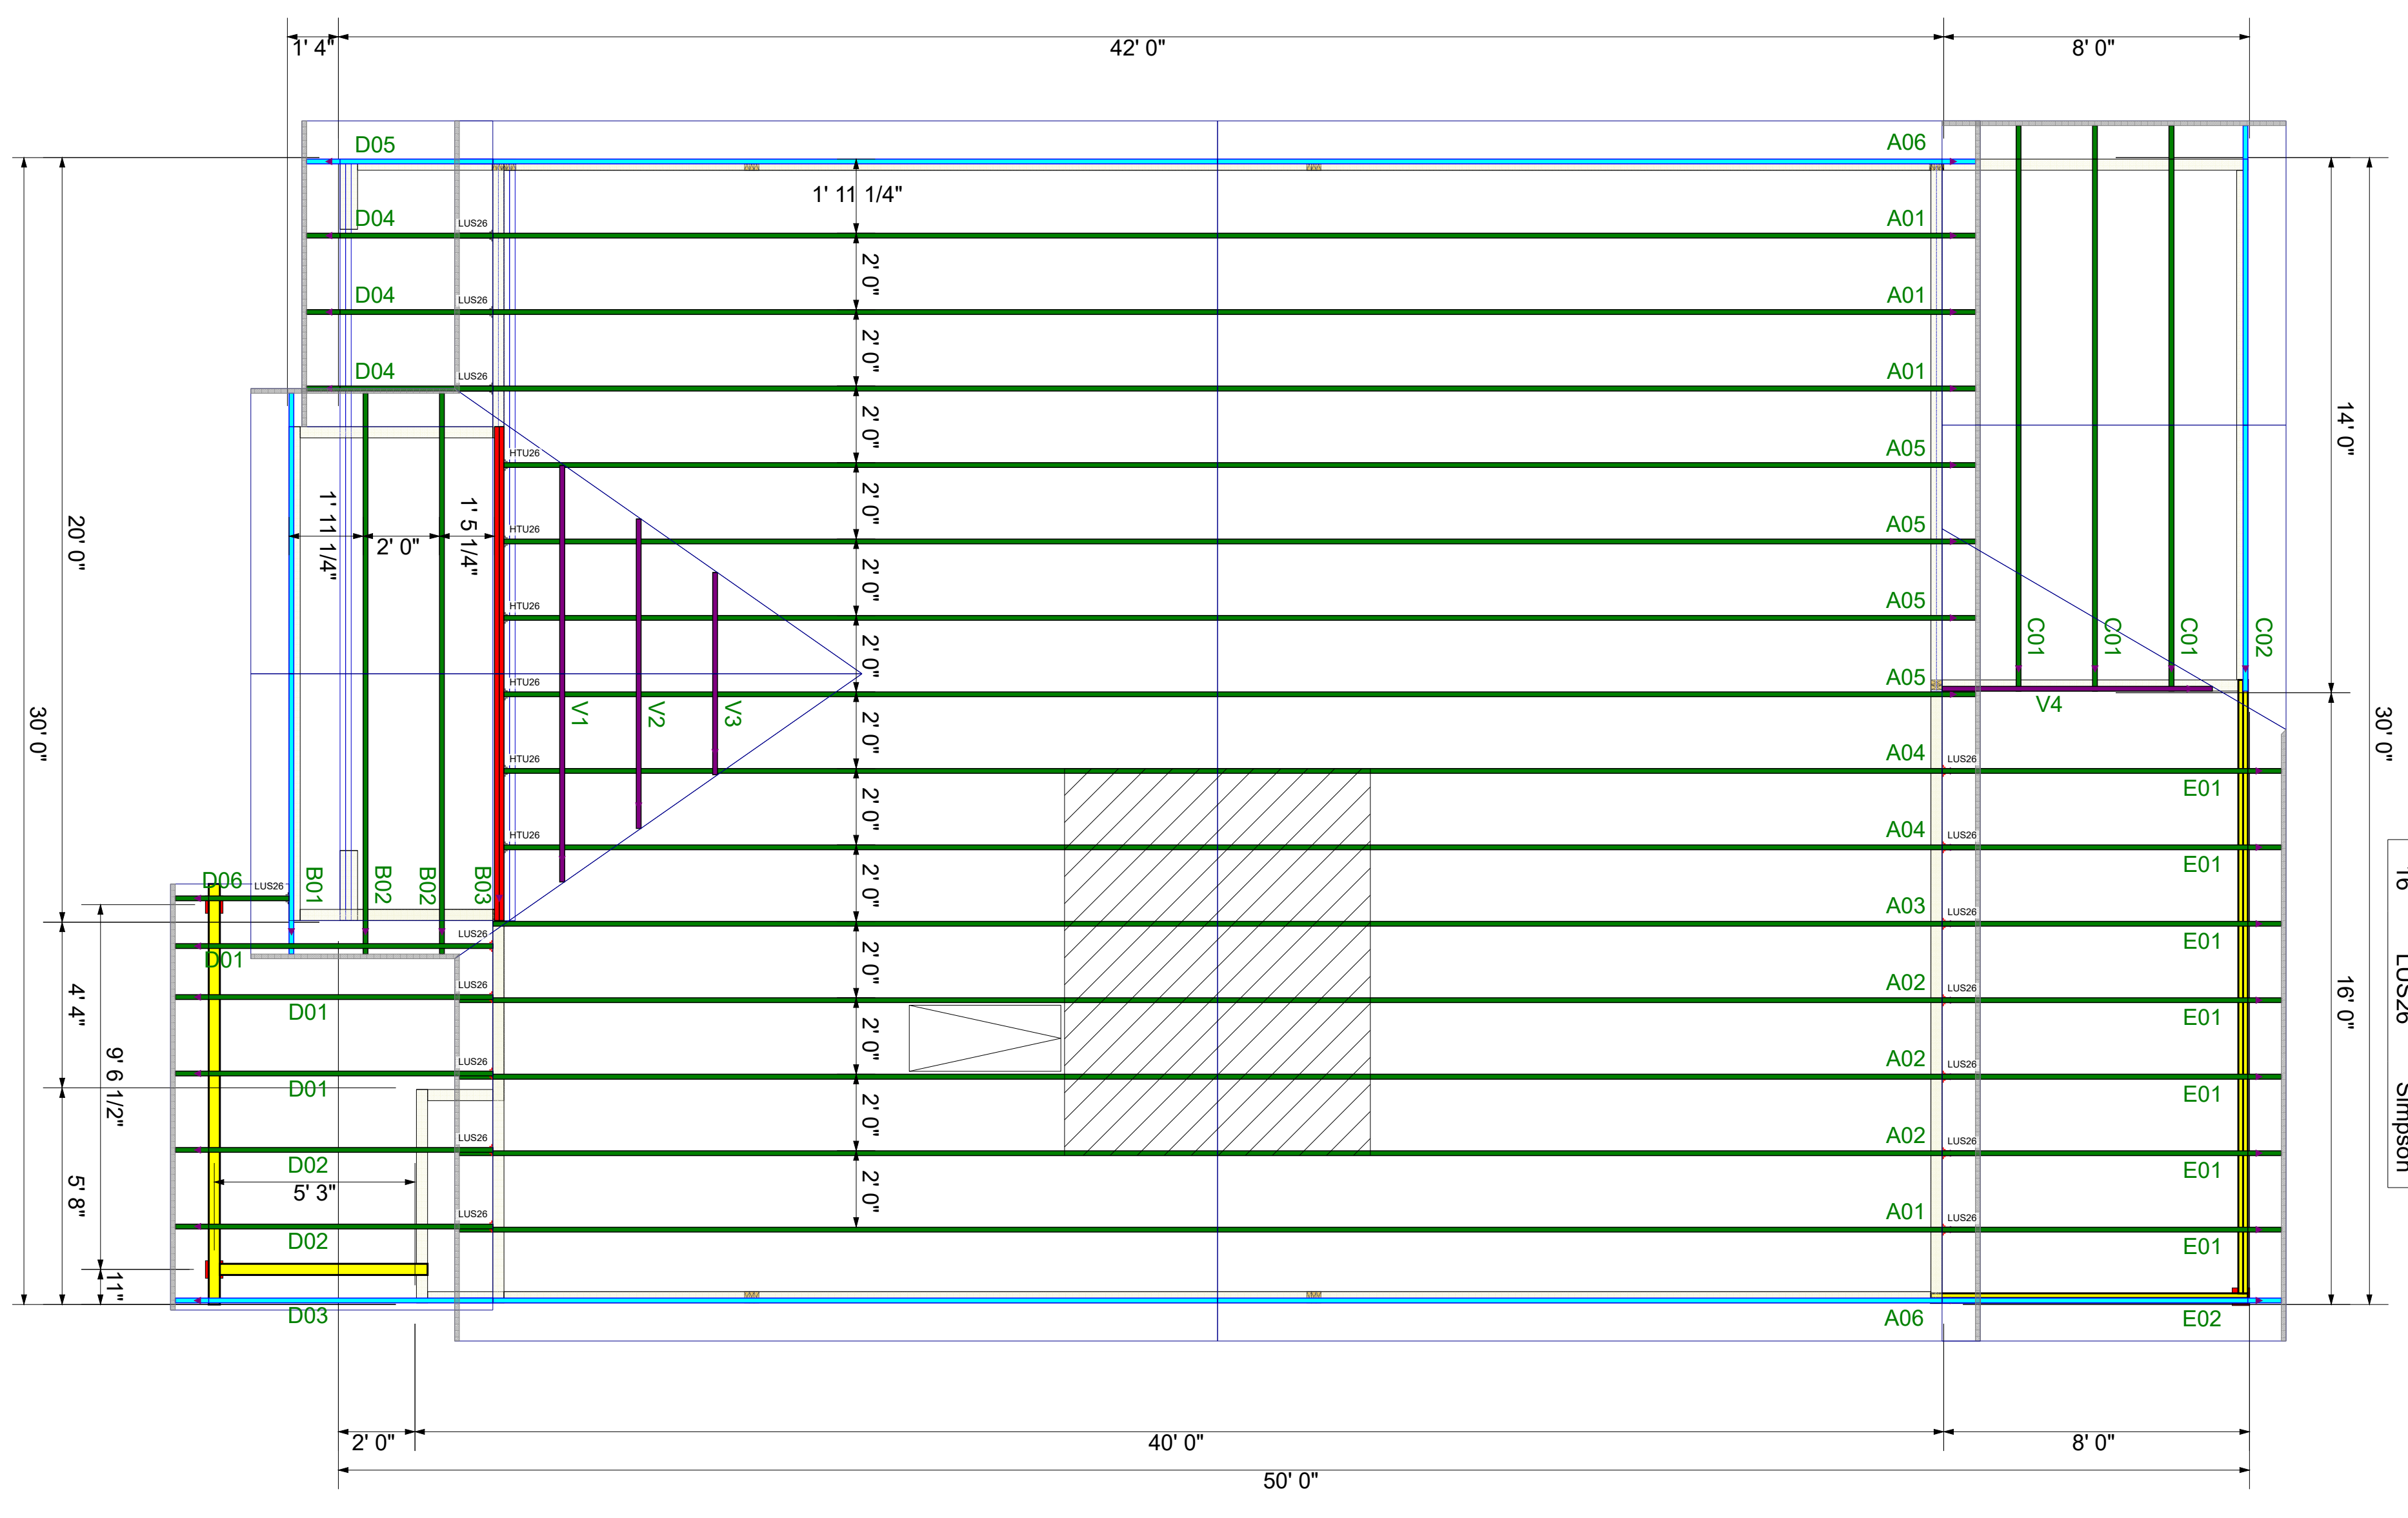 1' 4"
42' 0"
8' 0"
D05
A06
1' 11 1/4"
D04
LUS26
A01
2' 0"
D04
LUS26
A01
2' 0"
D04
LUS26
A01
2' 0"
14' 0"
HTU26
A05
2' 0"
1' 11 1/4"
2' 0"
1' 5 1/4"
20' 0"
HTU26
A05
2' 0"
HTU26
A05
2' 0"
C01
C01
C01
C02
HTU26
A05
V1
V2
V3
V4
30' 0"
30' 0"
2' 0"
HTU26
A04
LUS26
E01
2' 0"
HTU26
A04
LUS26
E01
2' 0"
D06
LUS26
B01
B02
B02
B03
A03
LUS26
E01
16
LUS26
Simpson
D01
LUS26
2' 0"
4' 4"
16' 0"
D01
LUS26
A02
LUS26
E01
2' 0"
9' 6 1/2"
D01
LUS26
A02
LUS26
E01
2' 0"
D02
LUS26
A02
LUS26
E01
5' 3"
5' 8"
2' 0"
D02
LUS26
A01
LUS26
E01
11"
D03
A06
E02
2' 0"
40' 0"
8' 0"
50' 0"